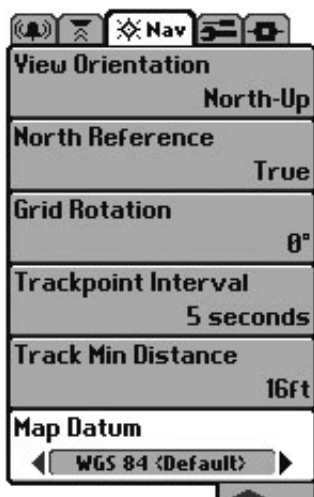 Nav
View Orientation
North-Up
North Reference
True
Grid Rotation
0°
Trackpoint Interval
5 seconds
Track Min Distance
16ft
Map Datum
WGS 84 (Default)